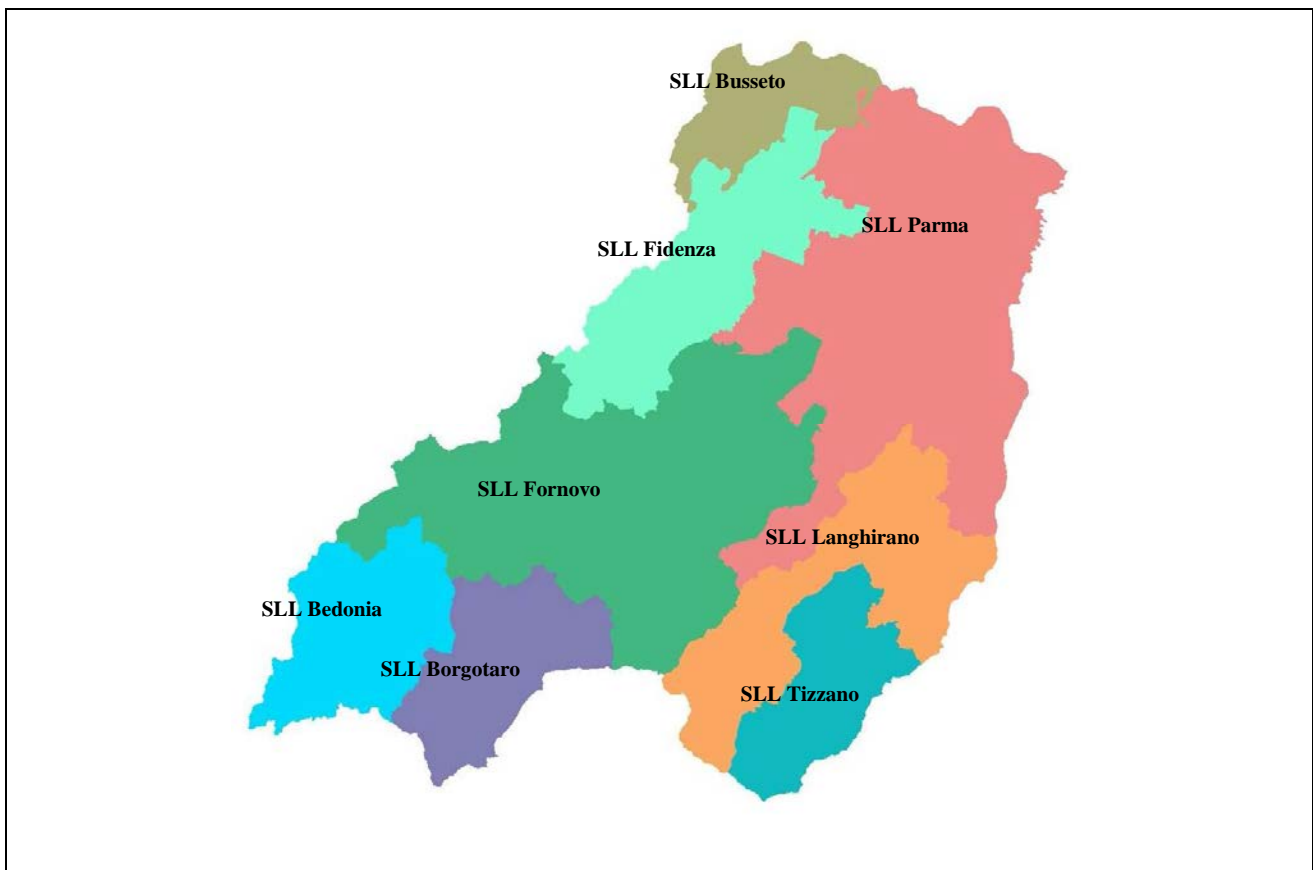 SLL Busseto
SLL Parma
SLL Fidenza
SLL Fornovo
SLL Langhirano
SLL Bedonia
SLL Borgotaro
SLL Tizzano